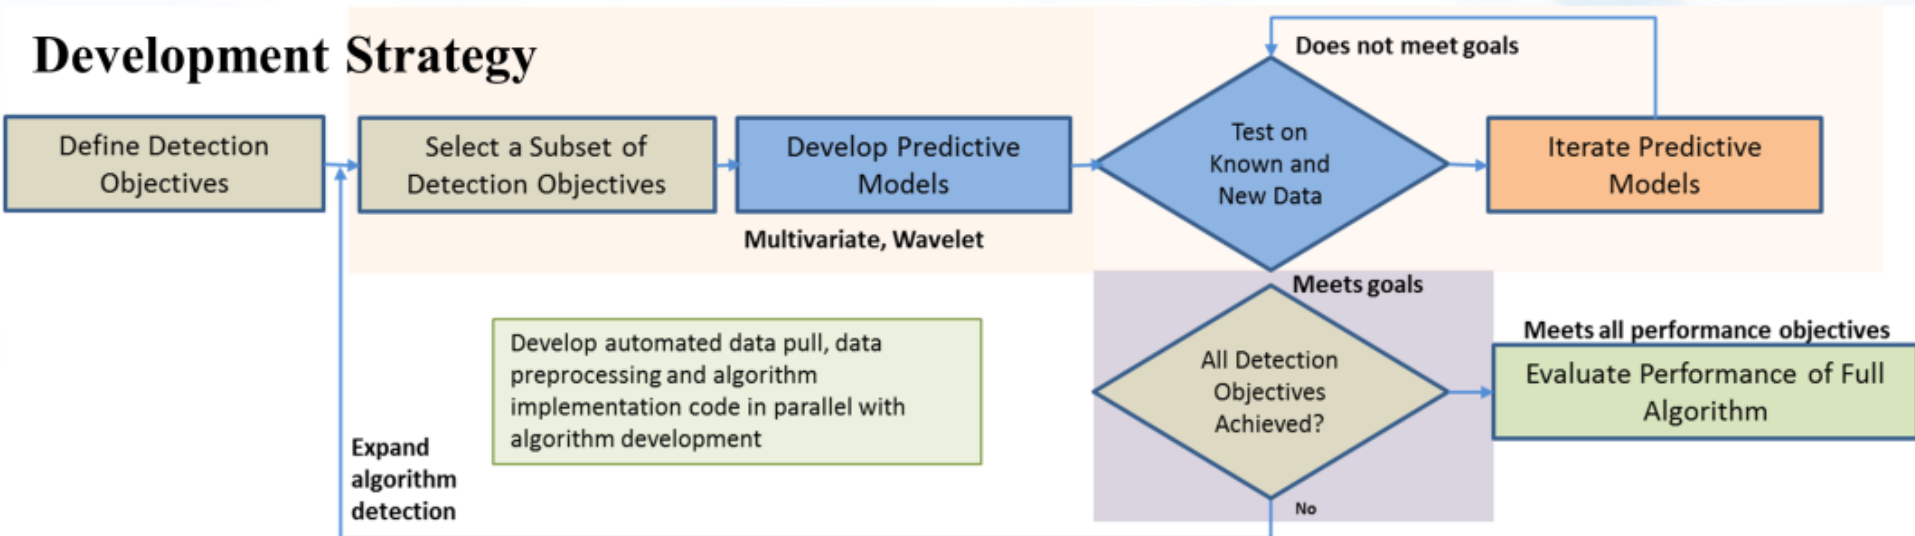 Development Strategy
Define Detection
Objectives
Select a Subset of
Detection Objectives
Develop Predictive
Models
Multivariate, Wavelet
Test on
Known and
New Data
Does not meet goals
Iterate Predictive
Models
Meets goals
All Detection
Objectives
Achieved?
No
Meets all performance objectives
Evaluate Performance of Full
Algorithm
Develop automated data pull, data
preprocessing and algorithm
implementation code in parallel with
algorithm development
Expand
algorithm
detection